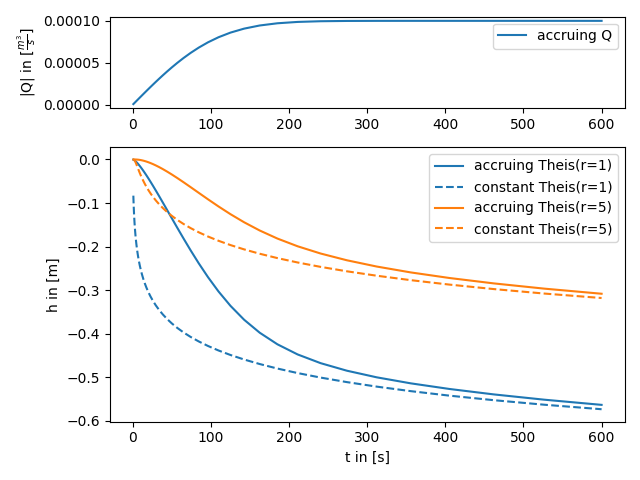 |Q| in [m³/s]
0.00010
0.00005
0.00000
accruing Q
0 100 200 300 400 500 600
h in [m]
0.0
−0.1
−0.2
−0.3
−0.4
−0.5
−0.6
accruing Theis(r=1)
constant Theis(r=1)
accruing Theis(r=5)
constant Theis(r=5)
0 100 200 300 400 500 600
t in [s]